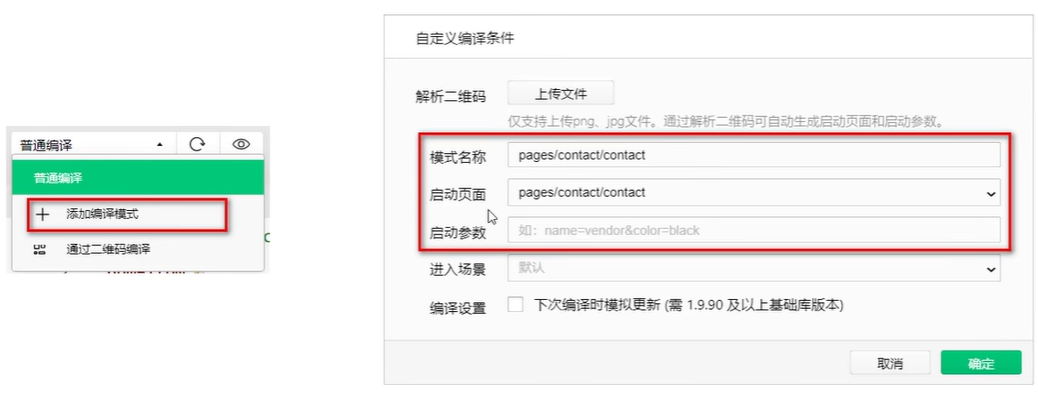 普通编译
普通编译
添加编译模式
通过二维码编译
自定义编译条件
解析二维码 上传文件
仅支持上传png、jpg文件。通过解析二维码可自动生成启动页面和启动参数。
模式名称 pages/contact/contact
启动页面 pages/contact/contact
启动参数 如：name=vendor&color=black
进入场景 默认
编译设置 下次编译时模拟更新 (需 1.9.90 及以上基础库版本)
取消 确定